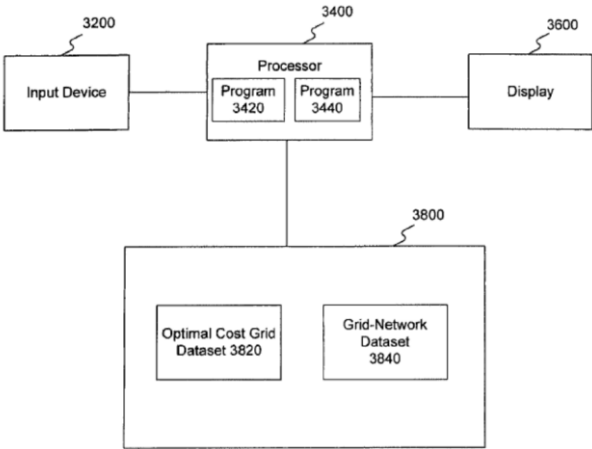 3200
3400
3600
Input Device
Processor
Program
3420
Program
3440
Display
3800
Optimal Cost Grid
Dataset 3820
Grid-Network
Dataset
3840